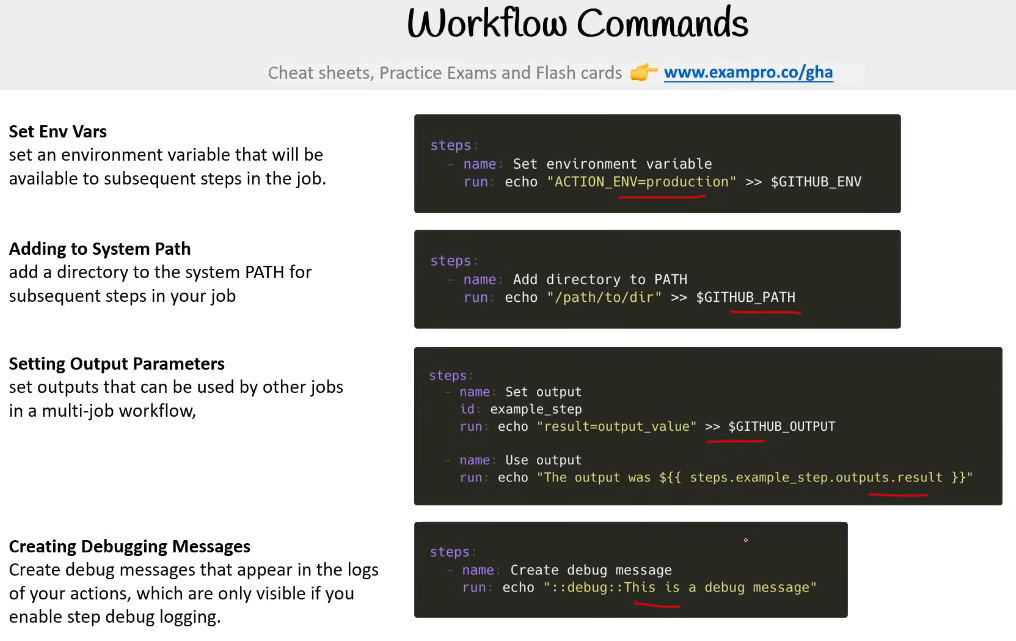 Workflow Commands
Cheat sheets, Practice Exams and Flash cards 👉 www.exampro.co/gha
Set Env Vars
set an environment variable that will be
available to subsequent steps in the job.
steps:
- name: Set environment variable
run: echo "ACTION_ENV=production" >> $GITHUB_ENV
Adding to System Path
add a directory to the system PATH for
subsequent steps in your job
steps:
- name: Add directory to PATH
run: echo "/path/to/dir" >> $GITHUB_PATH
Setting Output Parameters
set outputs that can be used by other jobs
in a multi-job workflow,
steps:
- name: Set output
id: example_step
run: echo "result=output_value" >> $GITHUB_OUTPUT
- name: Use output
run: echo "The output was ${{ steps.example_step.outputs.result }}"
Creating Debugging Messages
Create debug messages that appear in the logs
of your actions, which are only visible if you
enable step debug logging.
steps:
- name: Create debug message
run: echo "::debug::This is a debug message"